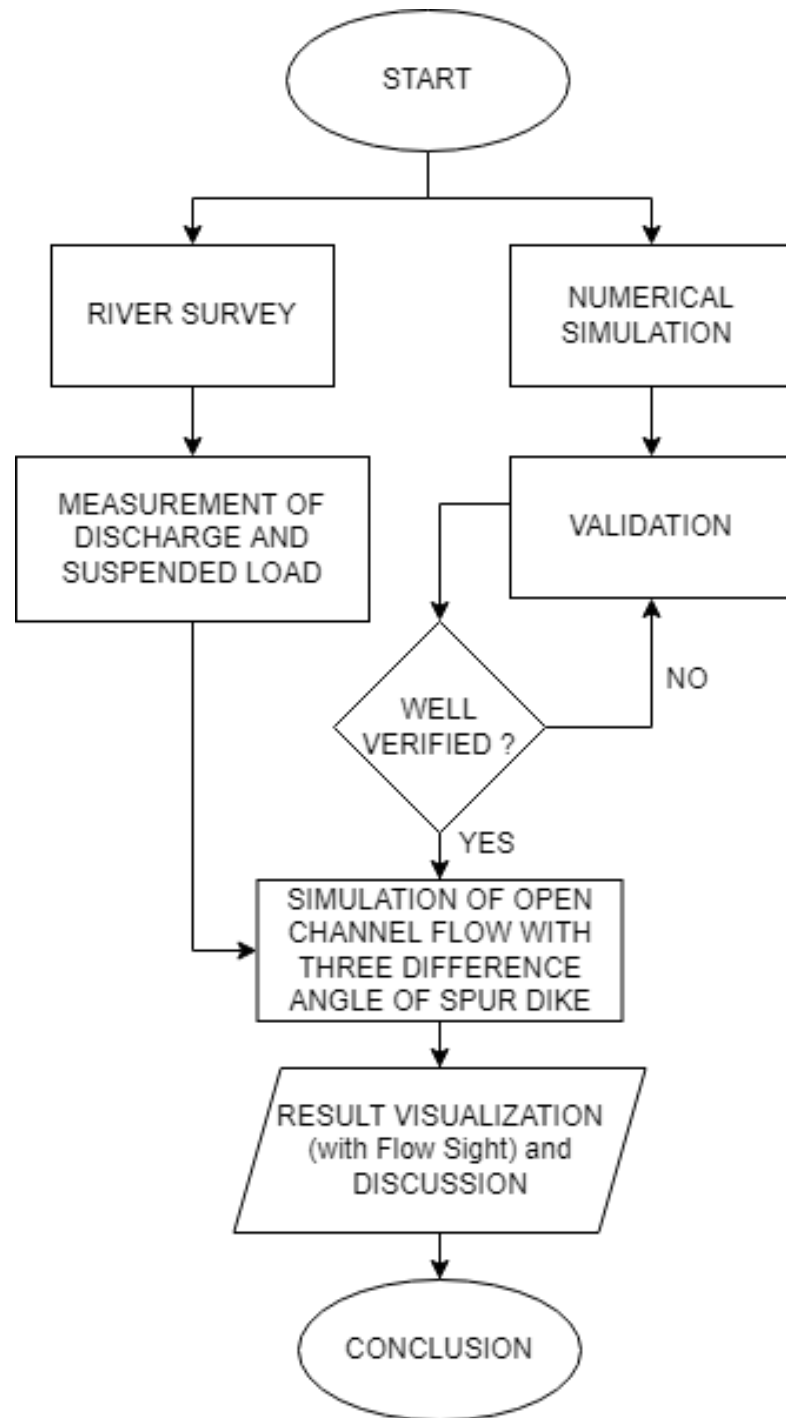 START
RIVER SURVEY
NUMERICAL
SIMULATION
MEASUREMENT OF
DISCHARGE AND
SUSPENDED LOAD
VALIDATION
WELL
VERIFIED ?
NO
YES
SIMULATION OF OPEN
CHANNEL FLOW WITH
THREE DIFFERENCE
ANGLE OF SPUR DIKE
RESULT VISUALIZATION
(with Flow Sight) and
DISCUSSION
CONCLUSION